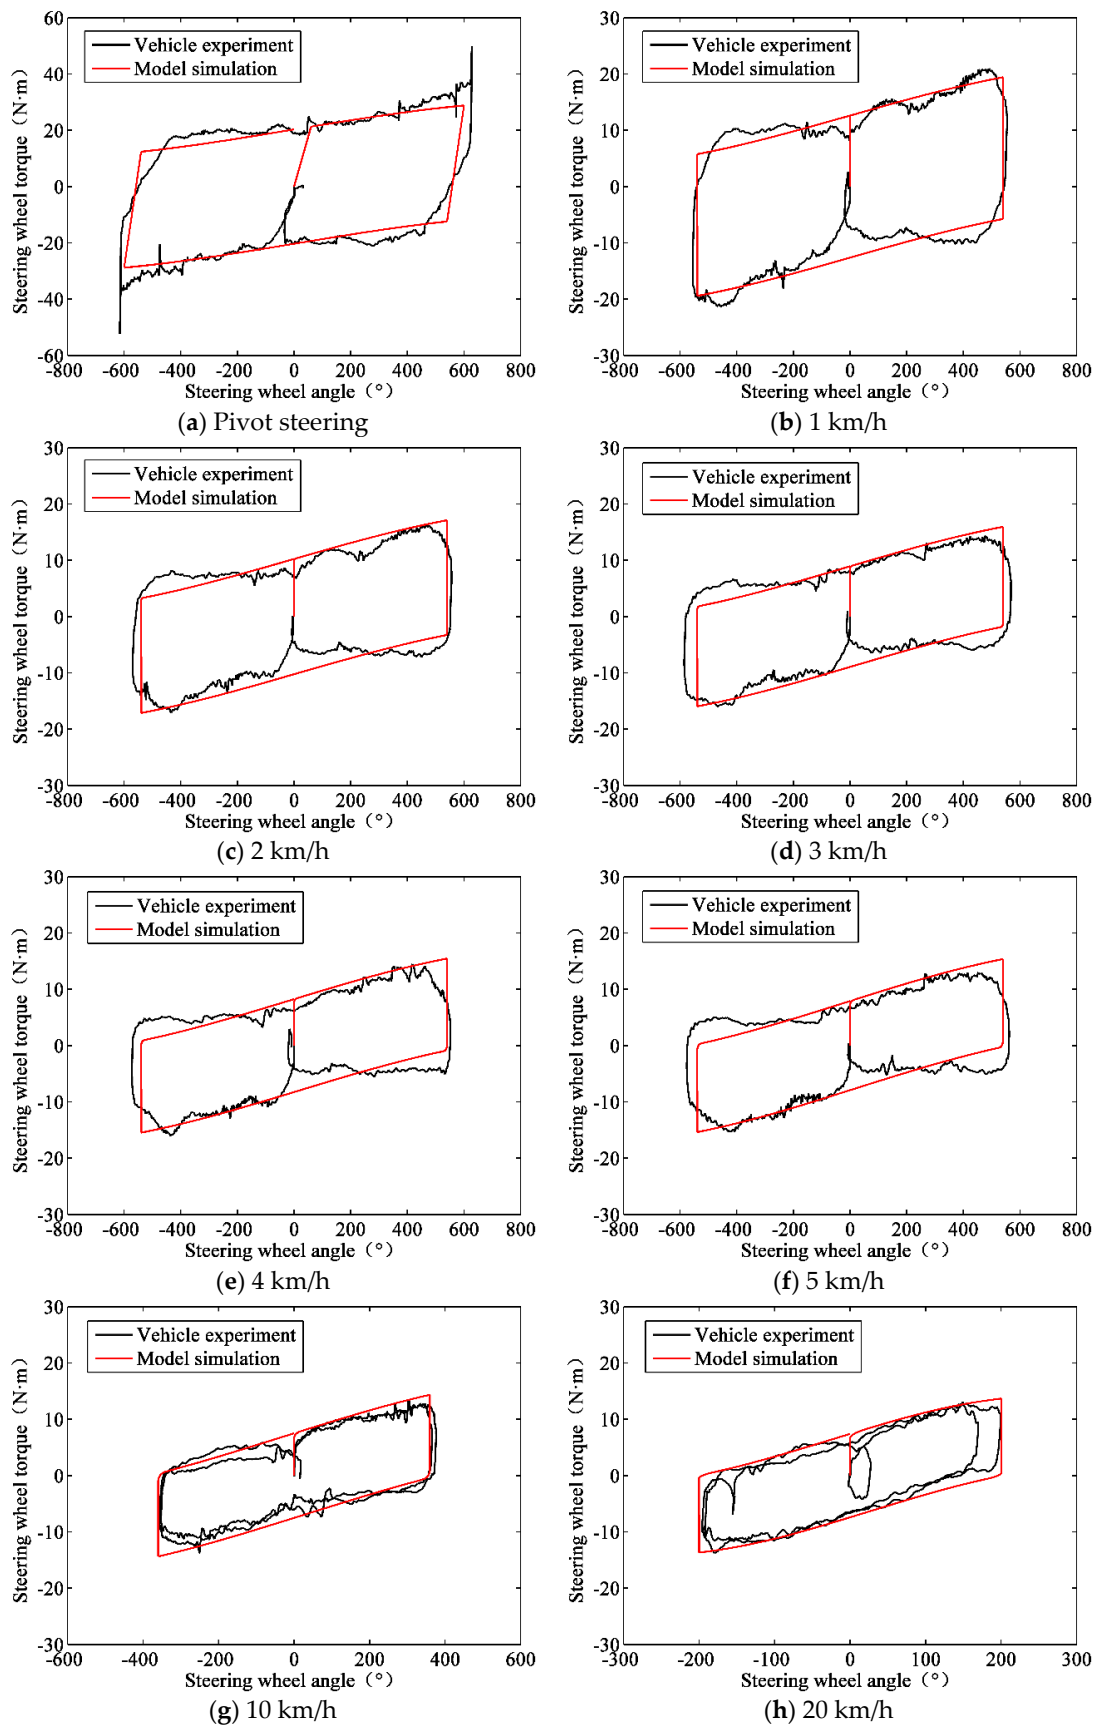 60
40
20
0
-20
-40
-60
Steering wheel torque（N·m）
Vehicle experiment
Model simulation
-800 -600 -400 -200 0 200 400 600 800
Steering wheel angle（°）
(a) Pivot steering
30
20
10
0
-10
-20
-30
Steering wheel torque（N·m）
Vehicle experiment
Model simulation
-800 -600 -400 -200 0 200 400 600 800
Steering wheel angle（°）
(b) 1 km/h
30
20
10
0
-10
-20
-30
Steering wheel torque（N·m）
Vehicle experiment
Model simulation
-800 -600 -400 -200 0 200 400 600 800
Steering wheel angle（°）
(c) 2 km/h
30
20
10
0
-10
-20
-30
Steering wheel torque（N·m）
Vehicle experiment
Model simulation
-800 -600 -400 -200 0 200 400 600 800
Steering wheel angle（°）
(d) 3 km/h
30
20
10
0
-10
-20
-30
Steering wheel torque（N·m）
Vehicle experiment
Model simulation
-800 -600 -400 -200 0 200 400 600 800
Steering wheel angle（°）
(e) 4 km/h
30
20
10
0
-10
-20
-30
Steering wheel torque（N·m）
Vehicle experiment
Model simulation
-800 -600 -400 -200 0 200 400 600 800
Steering wheel angle（°）
(f) 5 km/h
30
20
10
0
-10
-20
-30
Steering wheel torque（N·m）
Vehicle experiment
Model simulation
-600 -400 -200 0 200 400 600
Steering wheel angle（°）
(g) 10 km/h
30
20
10
0
-10
-20
-30
Steering wheel torque（N·m）
Vehicle experiment
Model simulation
-300 -200 -100 0 100 200 300
Steering wheel angle（°）
(h) 20 km/h